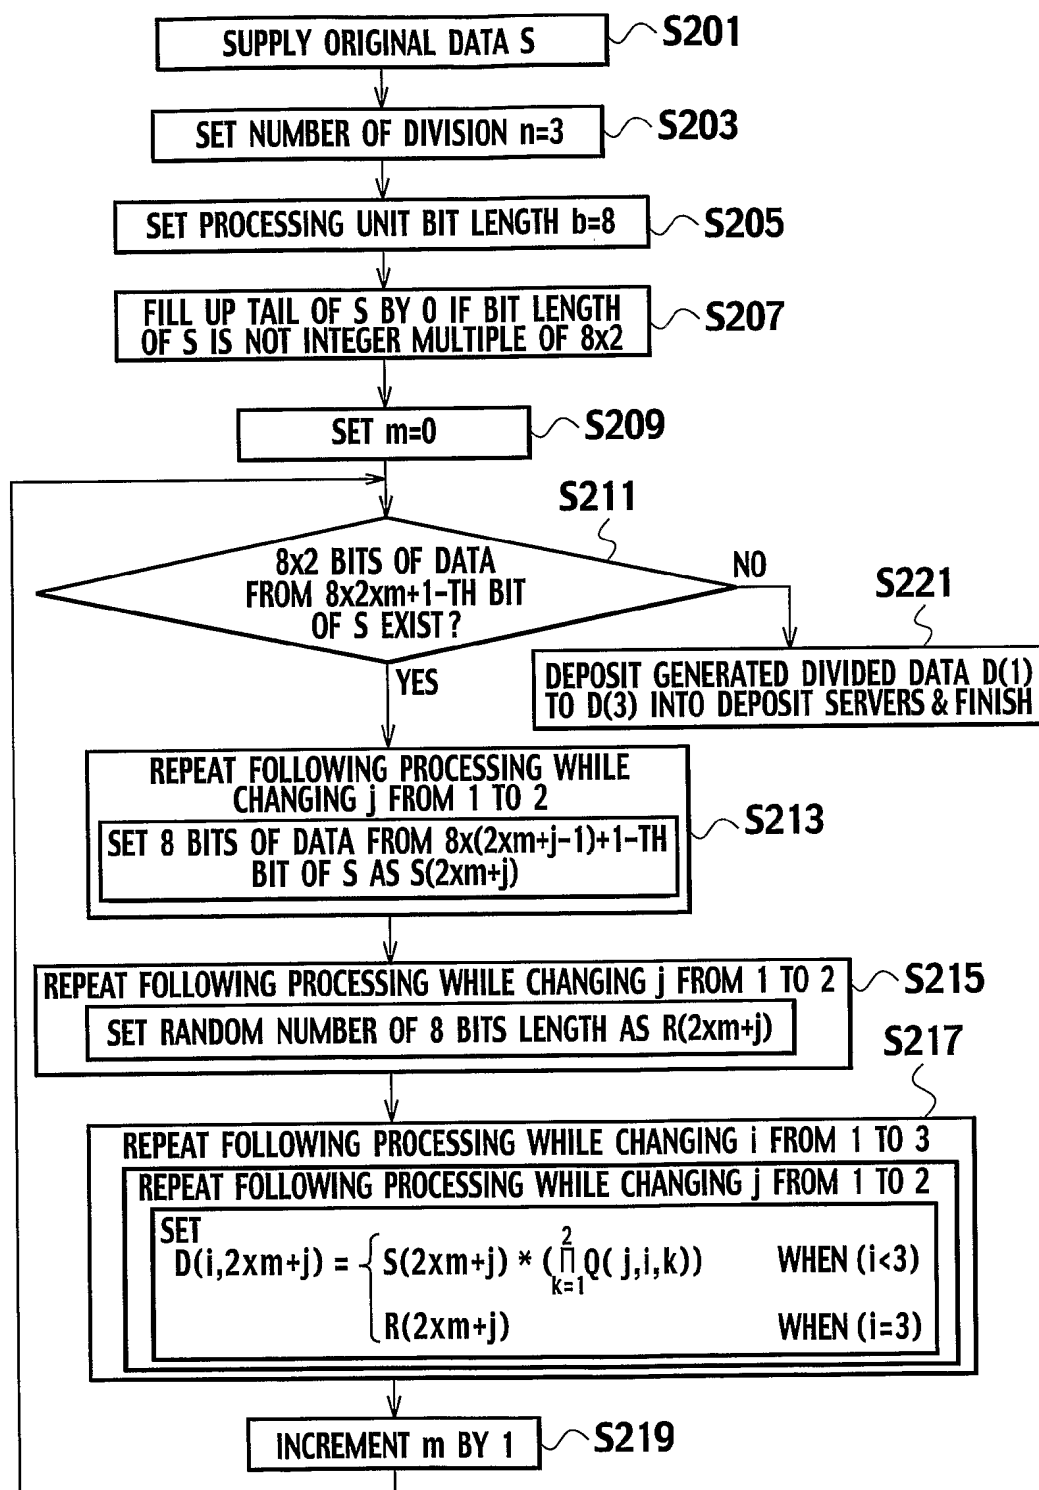 SUPPLY ORIGINAL DATA S
S201
SET NUMBER OF DIVISION n=3
S203
SET PROCESSING UNIT BIT LENGTH b=8
S205
FILL UP TAIL OF S BY 0 IF BIT LENGTH
OF S IS NOT INTEGER MULTIPLE OF 8x2
S207
SET m=0
S209
S211
8x2 BITS OF DATA
FROM 8x2xm+1-TH BIT
OF S EXIST?
NO
YES
S221
DEPOSIT GENERATED DIVIDED DATA D(1)
TO D(3) INTO DEPOSIT SERVERS & FINISH
REPEAT FOLLOWING PROCESSING WHILE
CHANGING j FROM 1 TO 2
SET 8 BITS OF DATA FROM 8x(2xm+j-1)+1-TH
BIT OF S AS S(2xm+j)
S213
REPEAT FOLLOWING PROCESSING WHILE CHANGING j FROM 1 TO 2
SET RANDOM NUMBER OF 8 BITS LENGTH AS R(2xm+j)
S215
S217
REPEAT FOLLOWING PROCESSING WHILE CHANGING i FROM 1 TO 3
REPEAT FOLLOWING PROCESSING WHILE CHANGING j FROM 1 TO 2
SET
D(i,2xm+j) = { S(2xm+j) * (∏_{k=1}^{2} Q(j,i,k)) WHEN (i<3)
R(2xm+j) WHEN (i=3)
INCREMENT m BY 1
S219